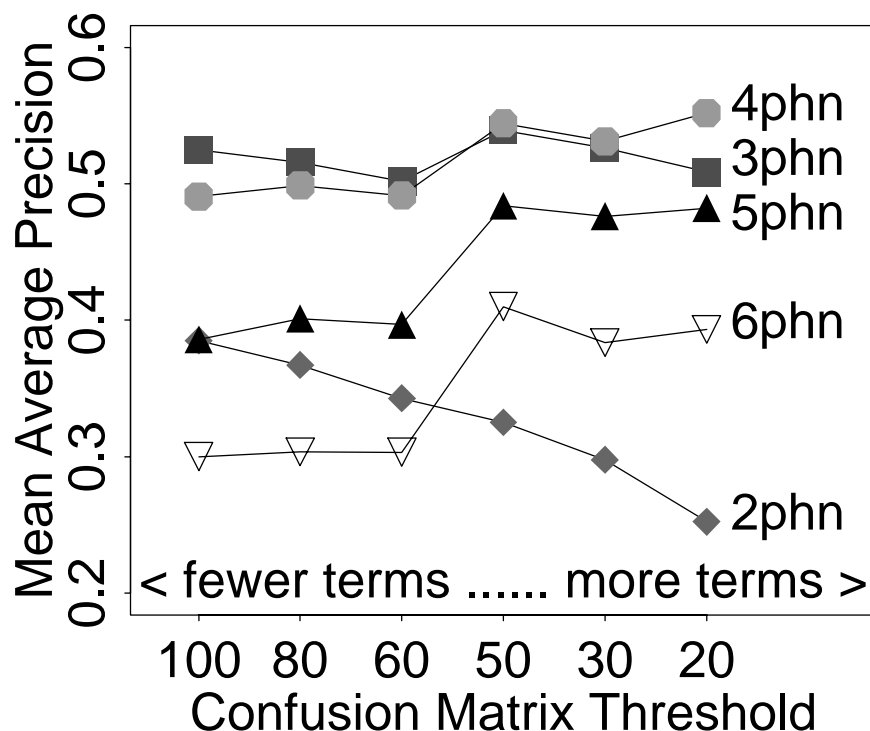 Mean Average Precision
0.6
0.5
0.4
0.3
0.2
4phn
3phn
5phn
6phn
2phn
< fewer terms ...... more terms >
100 80 60 50 30 20
Confusion Matrix Threshold